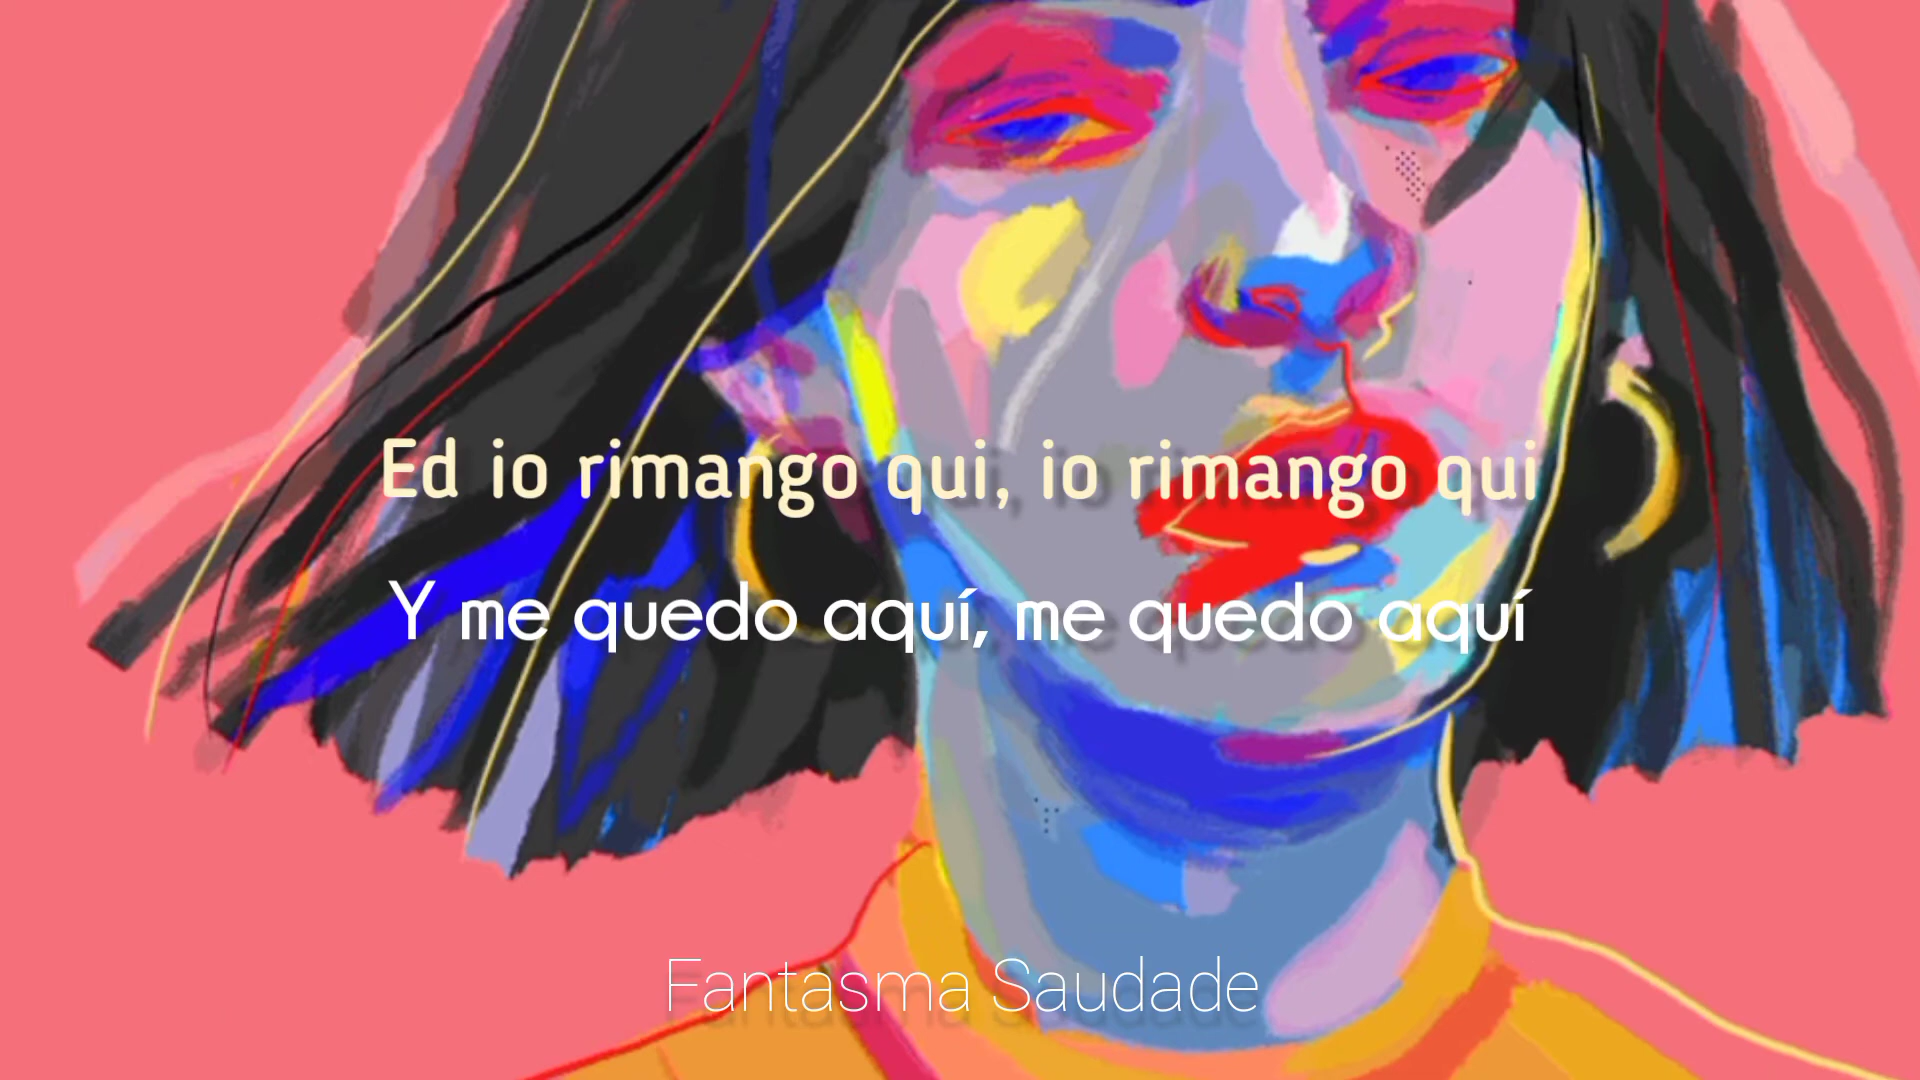 Ed io rimango qui, io rimango qui
Y me quedo aquí, me quedo aquí
Fantasma Saudade